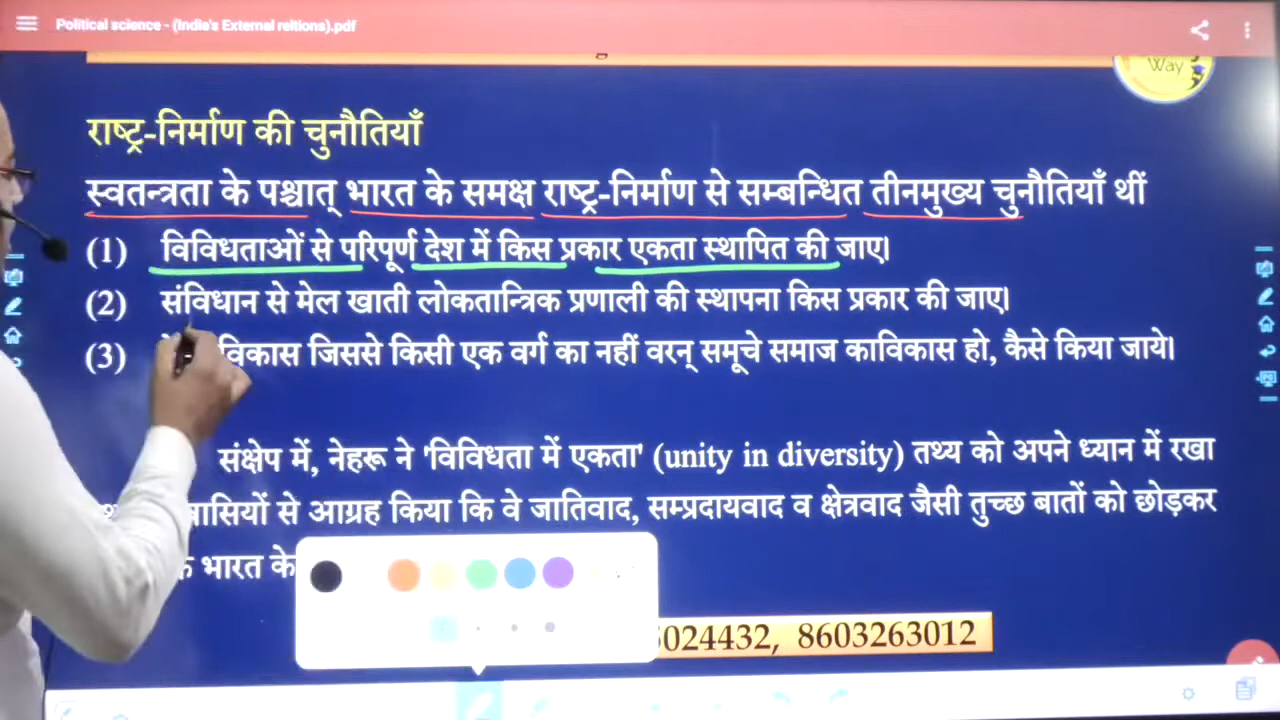 Political science - (India's External reltions).pdf
Way
राष्ट्र-निर्माण की चुनौतियाँ
स्वतन्त्रता के पश्चात् भारत के समक्ष राष्ट्र-निर्माण से सम्बन्धित तीनमुख्य चुनौतियाँ थीं
(1) विविधताओं से परिपूर्ण देश में किस प्रकार एकता स्थापित की जाए।
(2) संविधान से मेल खाती लोकतान्त्रिक प्रणाली की स्थापना किस प्रकार की जाए।
(3) विकास जिससे किसी एक वर्ग का नहीं वरन् समूचे समाज काविकास हो, कैसे किया जाये।
संक्षेप में, नेहरू ने 'विविधता में एकता' (unity in diversity) तथ्य को अपने ध्यान में रखा
से आग्रह किया कि वे जातिवाद, सम्प्रदायवाद व क्षेत्रवाद जैसी तुच्छ बातों को छोड़कर
भारत के
024432, 8603263012